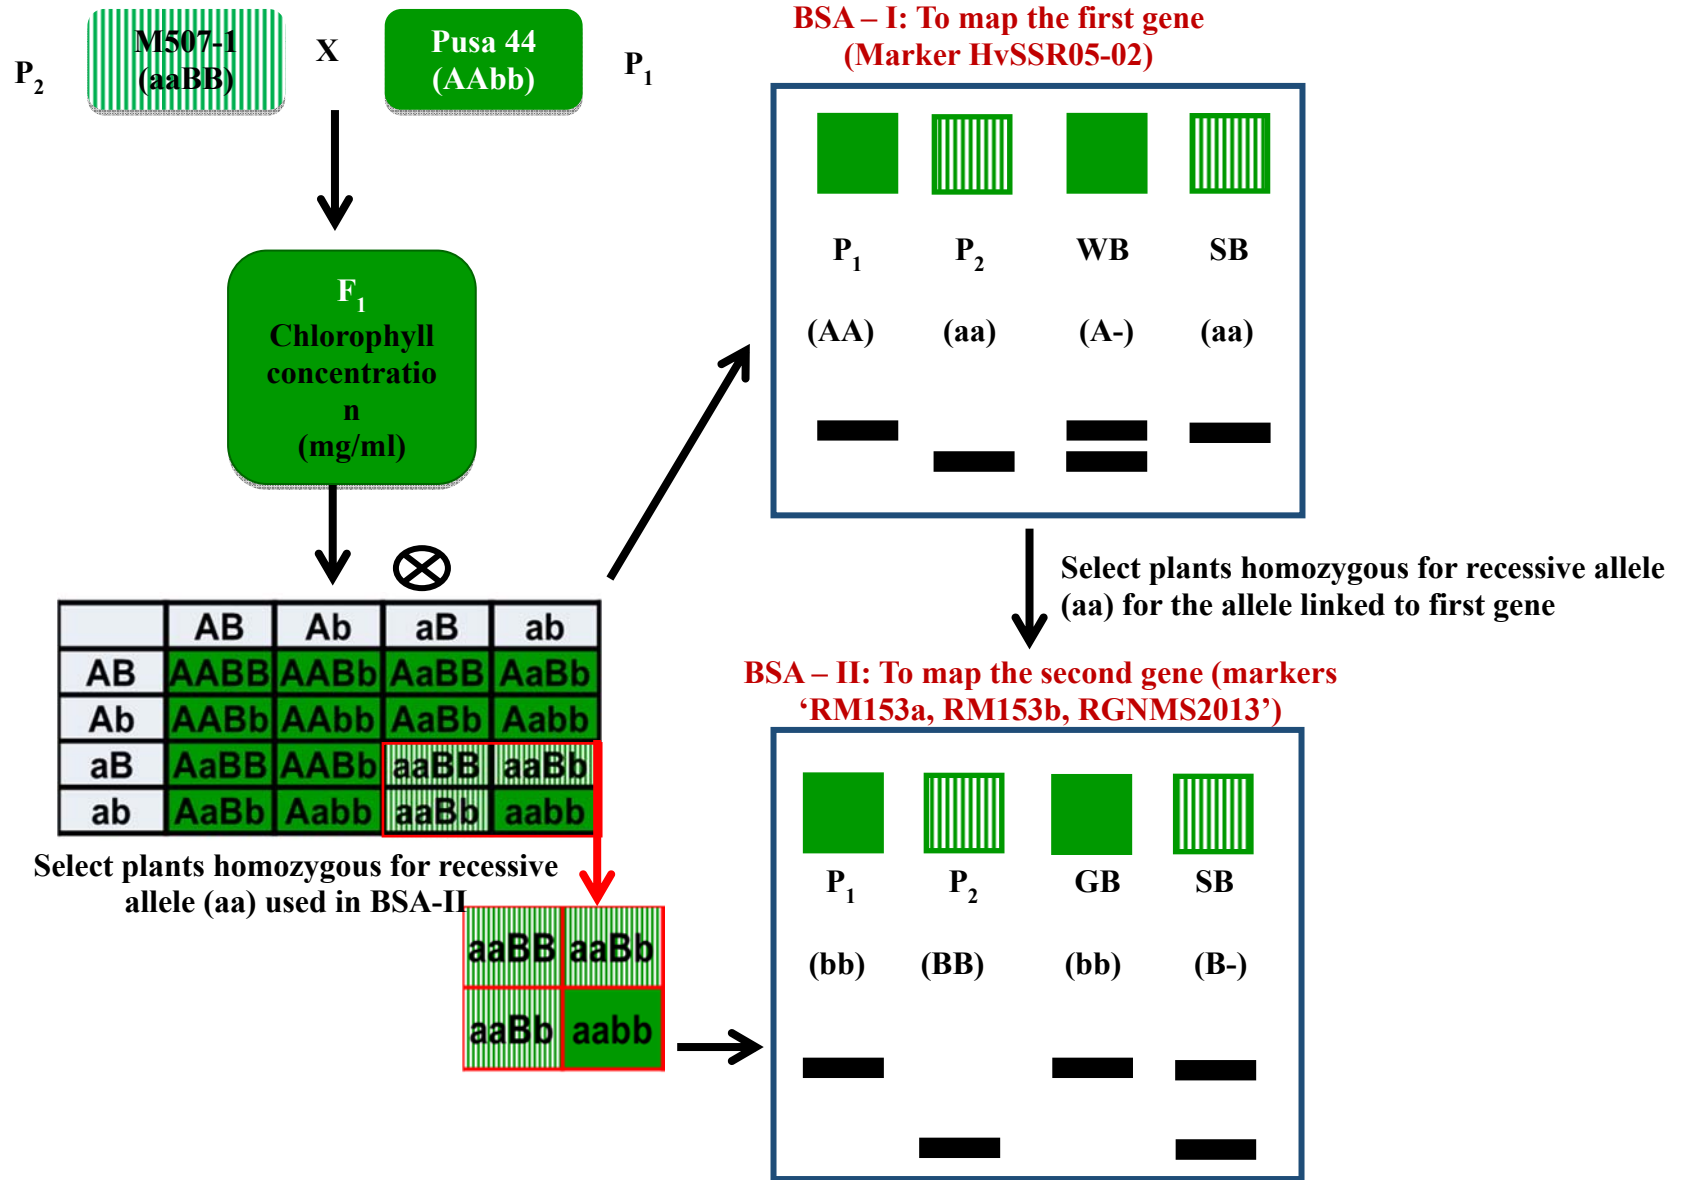 P2
M507-1
(aaBB)
X
Pusa 44
(AAbb)
P1
F1
Chlorophyll
concentratio
n
(mg/ml)
AB Ab aB ab
AB AABB AABb AaBB AaBb
Ab AABb AAbb AaBb Aabb
aB AaBB AABb aaBB aaBb
ab AaBb Aabb aaBb aabb
Select plants homozygous for recessive
allele (aa) used in BSA-II
aaBB aaBb
aaBb aabb
BSA – I: To map the first gene
(Marker HvSSR05-02)
P1 P2 WB SB
(AA) (aa) (A-) (aa)
Select plants homozygous for recessive allele
(aa) for the allele linked to first gene
BSA – II: To map the second gene (markers
‘RM153a, RM153b, RGNMS2013’)
P1 P2 GB SB
(bb) (BB) (bb) (B-)